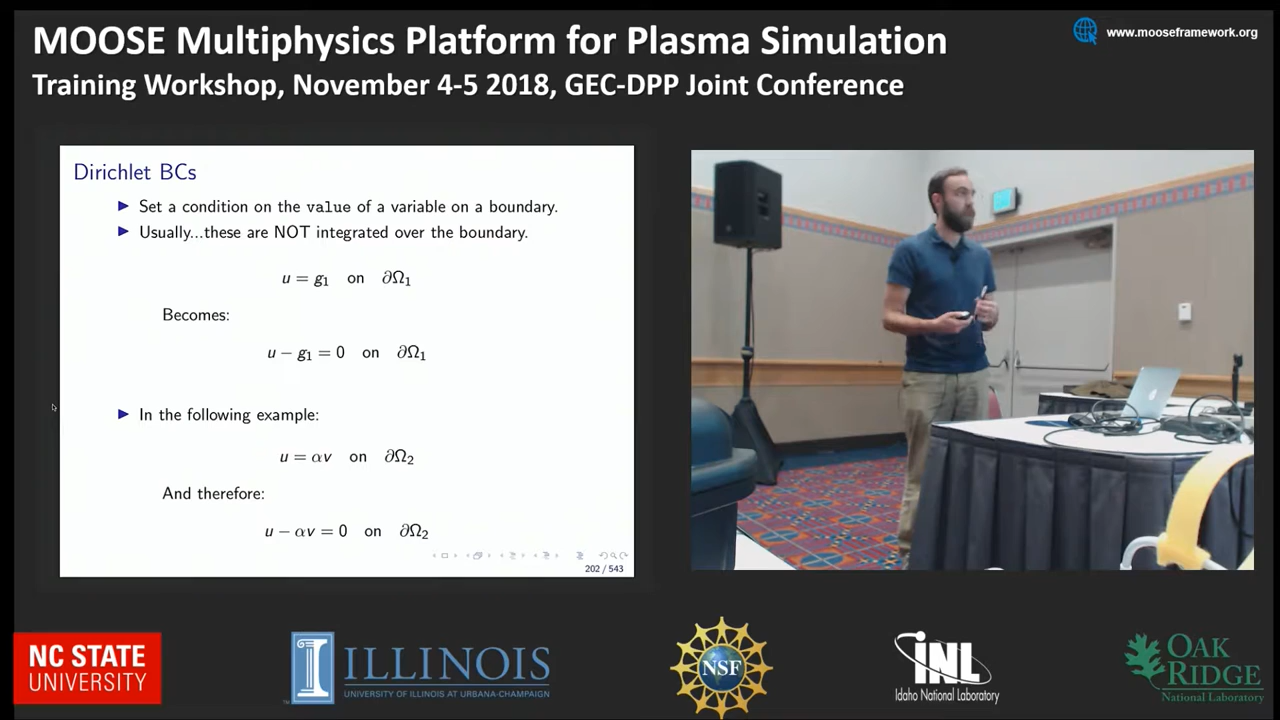 MOOSE Multiphysics Platform for Plasma Simulation
www.mooseframework.org
Training Workshop, November 4-5 2018, GEC-DPP Joint Conference
Dirichlet BCs
▶ Set a condition on the value of a variable on a boundary.
▶ Usually...these are NOT integrated over the boundary.
u = g₁ on ∂Ω₁
Becomes:
u − g₁ = 0 on ∂Ω₁
▶ In the following example:
u = αv on ∂Ω₂
And therefore:
u − αv = 0 on ∂Ω₂
202 / 543
NC STATE
UNIVERSITY
ILLINOIS
UNIVERSITY OF ILLINOIS AT URBANA-CHAMPAIGN
NSF
INL
Idaho National Laboratory
OAK
RIDGE
National Laboratory